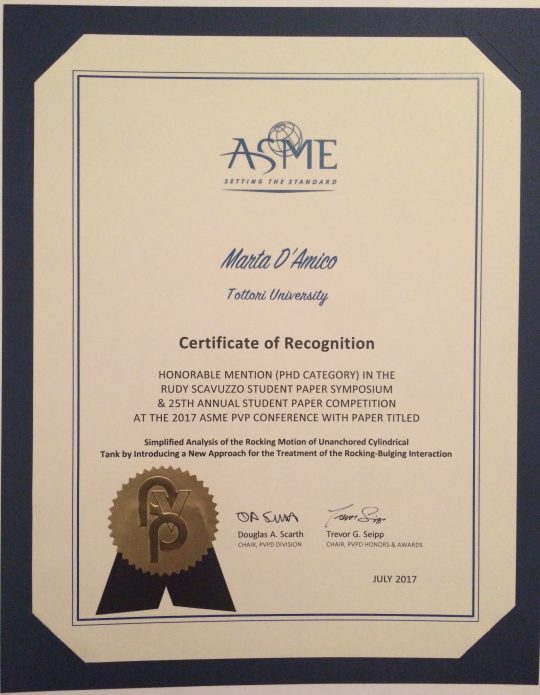 ASME
SETTING THE STANDARD
Marta D'Amico
Tottori University
Certificate of Recognition
HONORABLE MENTION (PHD CATEGORY) IN THE
RUDY SCAVUZZO STUDENT PAPER SYMPOSIUM
& 25TH ANNUAL STUDENT PAPER COMPETITION
AT THE 2017 ASME PVP CONFERENCE WITH PAPER TITLED
Simplified Analysis of the Rocking Motion of Unanchored Cylindrical
Tank by Introducing a New Approach for the Treatment of the Rocking-Bulging Interaction
PVP
Douglas A. Scarth
CHAIR, PVPD DIVISION
Trevor G. Seipp
CHAIR, PVPD HONORS & AWARDS
JULY 2017